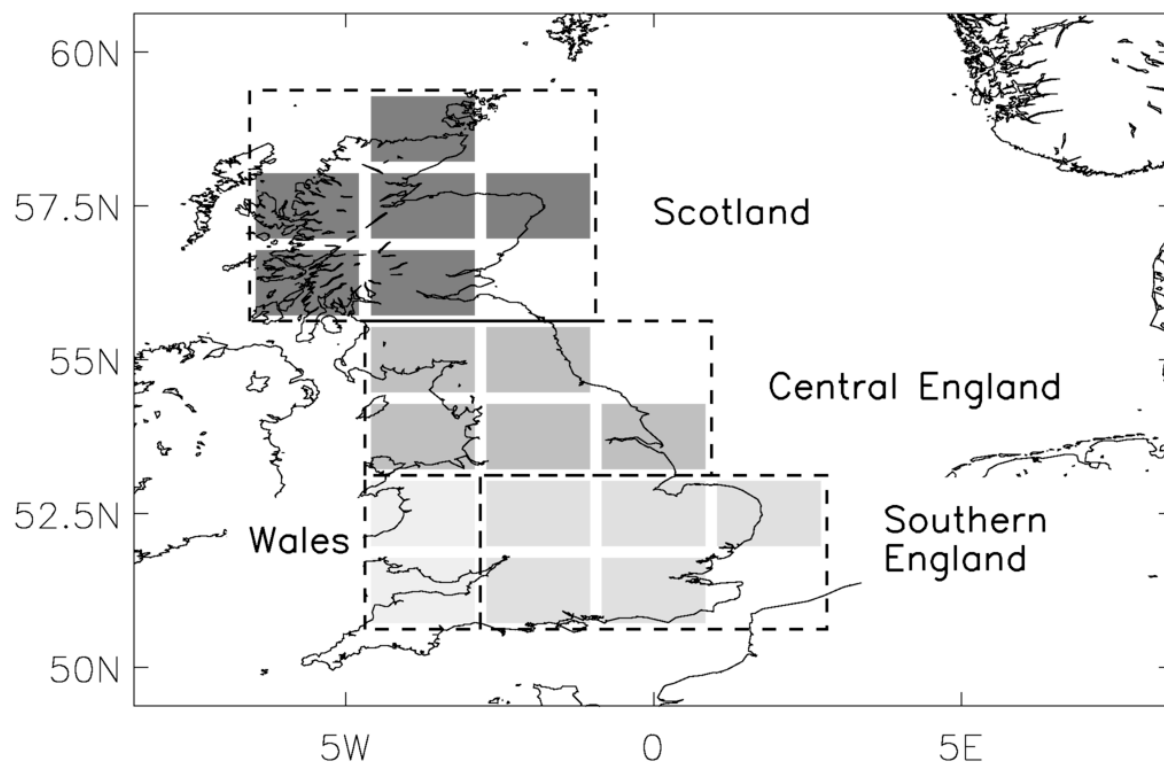 60N
57.5N
Scotland
55N
Central England
52.5N
Wales
Southern
England
50N
5W
0
5E